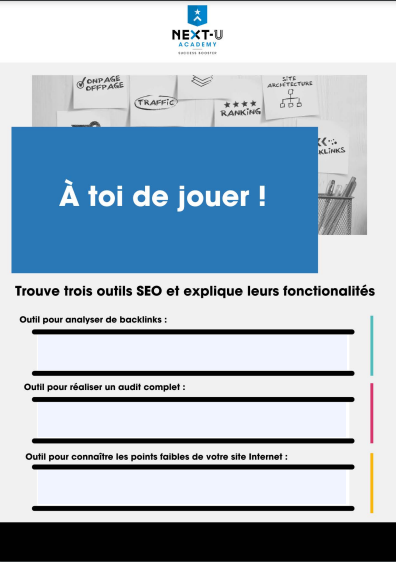 NEXT-U
ACADEMY
SUCCESS BOOSTER
ONPAGE
OFFPAGE
TRAFFIC
RANKING
SITE
ARCHITECTURE
KLINKS
À toi de jouer !
Trouve trois outils SEO et explique leurs fonctionalités
Outil pour analyser de backlinks :
Outil pour réaliser un audit complet :
Outil pour connaître les points faibles de votre site Internet :